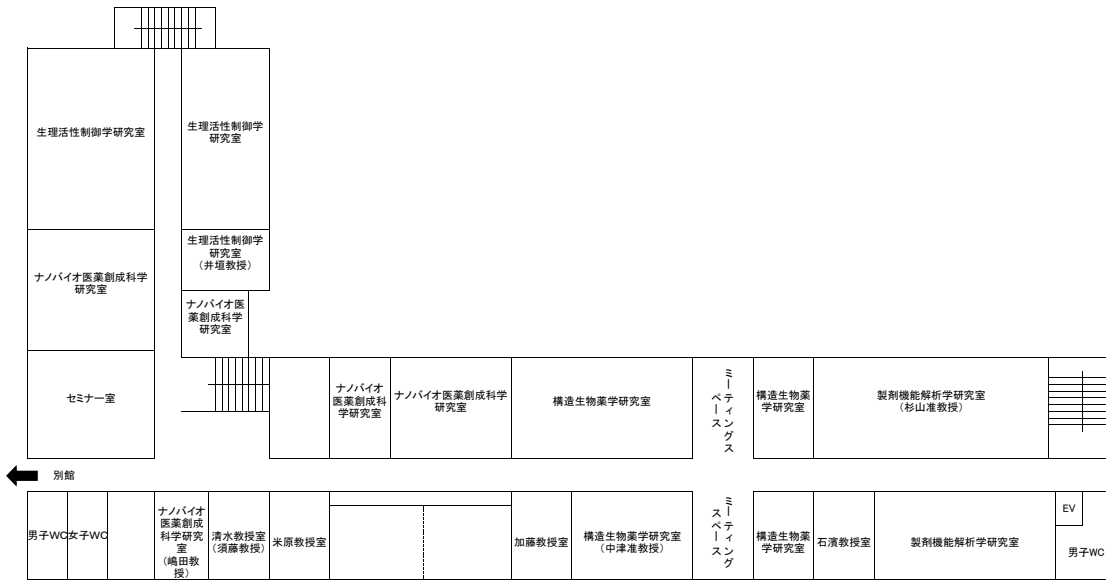 生理活性制御学研究室
生理活性制御学
研究室
生理活性制御学
研究室
（井垣教授）
ナノバイオ医薬創成科学
研究室
ナノバイオ医
薬創成科学
研究室
セミナー室
ナノバイオ
医薬創成科
学研究室
ナノバイオ医薬創成科学
研究室
構造生物薬学研究室
ミーティングス
ペース
構造生物薬
学研究室
製剤機能解析学研究室
（杉山准教授）
別館
男子WC
女子WC
ナノバイオ
医薬創成
科学研究
室
（嶋田教
授）
清水教授室
（須藤教授）
米原教授室
加藤教授室
構造生物薬学研究室
（中津准教授）
ミーティング
スペース
構造生物薬
学研究室
石濱教授室
製剤機能解析学研究室
EV
男子WC